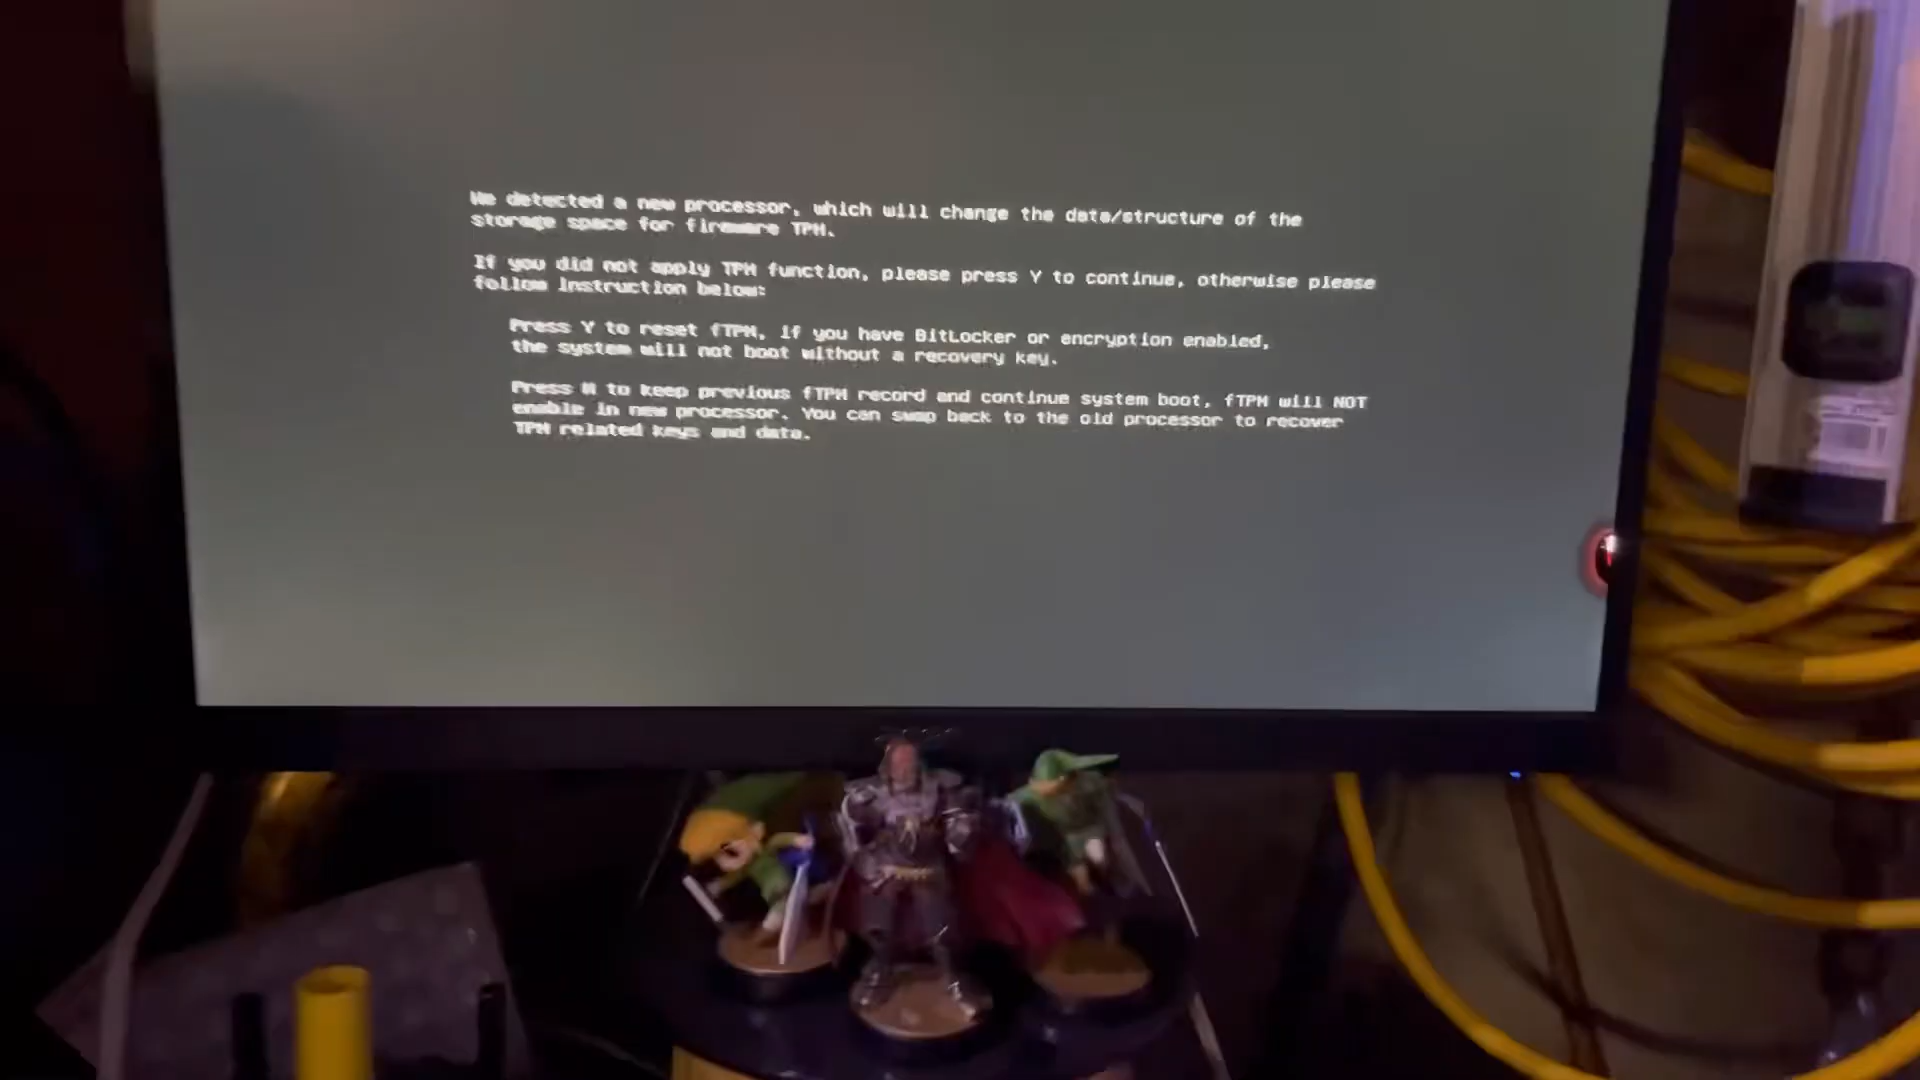 We detected a new processor, which will change the data/structure of the
storage space for firmware TPM.
If you did not apply TPM function, please press Y to continue, otherwise please
follow instruction below:
Press Y to reset fTPM, if you have BitLocker or encryption enabled,
the system will not boot without a recovery key.
Press N to keep previous fTPM record and continue system boot, fTPM will NOT
enable in new processor. You can swap back to the old processor to recover
TPM related keys and data.